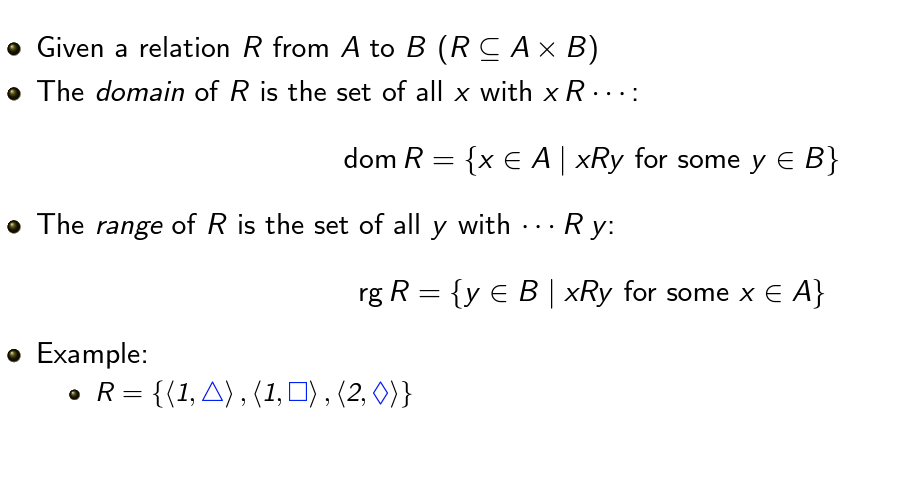 • Given a relation R from A to B (R ⊆ A × B)
• The domain of R is the set of all x with x R ⋯:
dom R = {x ∈ A | xRy for some y ∈ B}
• The range of R is the set of all y with ⋯ R y:
rg R = {y ∈ B | xRy for some x ∈ A}
• Example:
• R = {⟨1, △⟩ , ⟨1, □⟩ , ⟨2, ◇⟩}